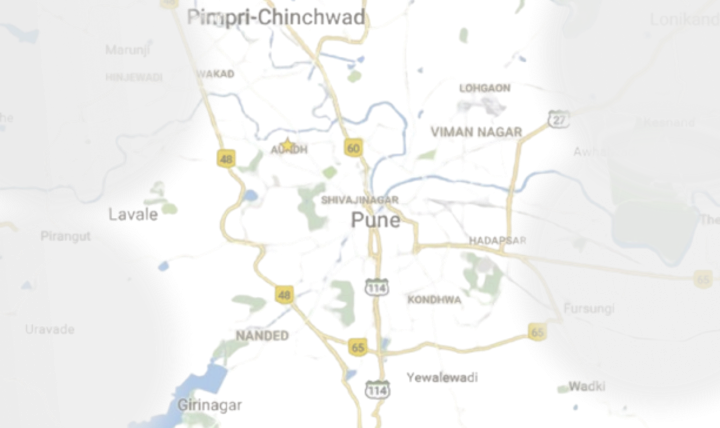 Pimpri-Chinchwad
Lonikand
Marunji
HINJEWADI
WAKAD
LOHGAON
27
VIMAN NAGAR
60
48
SHIVAJINAGAR
Lavale
Pune
Pirangut
HADAPSAR
65
114
48
KONDHWA
Fursungi
Uravade
NANDED
65
65
Yewalewadi
114
Wadki
Girinagar